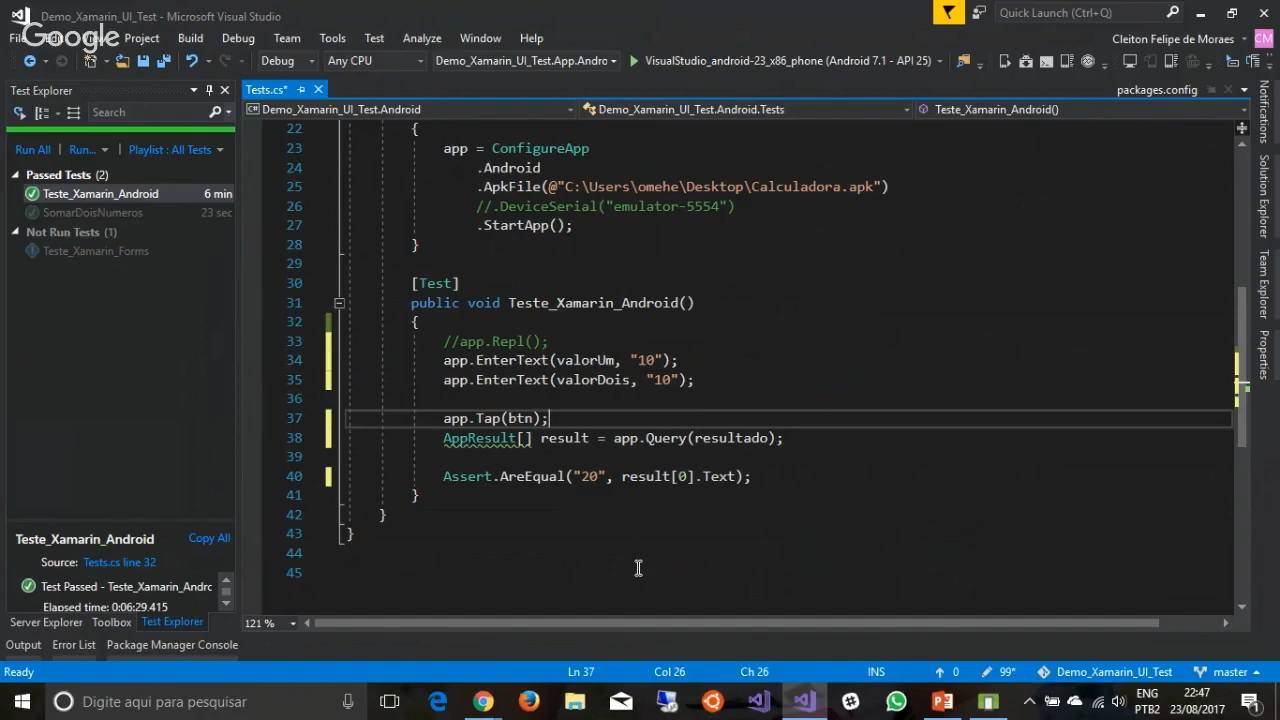 Demo_Xamarin_UI_Test - Microsoft Visual Studio
Quick Launch (Ctrl+Q)
Google
Project Build Debug Team Tools Test Analyze Window Help
Cleiton Felipe de Moraes CM
Debug Any CPU Demo_Xamarin_UI_Test.App.Andro VisualStudio_android-23_x86_phone (Android 7.1 - API 25)
Test Explorer
Tests.cs*
packages.config
Search
Demo_Xamarin_UI_Test.Android
Demo_Xamarin_UI_Test.Android.Tests
Teste_Xamarin_Android()
Run All Run... Playlist : All Tests
Passed Tests (2)
Teste_Xamarin_Android 6 min
SomarDoisNumeros 23 sec
Not Run Tests (1)
Teste_Xamarin_Forms
22 {
23 app = ConfigureApp
24 .Android
25 .ApkFile(@"C:\Users\omehe\Desktop\Calculadora.apk")
26 //.DeviceSerial("emulator-5554")
27 .StartApp();
28 }
29
30 [Test]
31 public void Teste_Xamarin_Android()
32 {
33 //app.Repl();
34 app.EnterText(valorUm, "10");
35 app.EnterText(valorDois, "10");
36
37 app.Tap(btn);
38 AppResult[] result = app.Query(resultado);
39
40 Assert.AreEqual("20", result[0].Text);
41 }
42 }
43 }
44
45
Notifications
Solution Explorer
Team Explorer
Properties
Teste_Xamarin_Android Copy All
Source: Tests.cs line 32
Test Passed - Teste_Xamarin_Andrc
Elapsed time: 0:06:29.415
Server Explorer Toolbox Test Explorer
121 %
Output Error List Package Manager Console
Ready Ln 37 Col 26 Ch 26 INS 0 99* Demo_Xamarin_UI_Test master
Digite aqui para pesquisar
ENG 22:47
PTB2 23/08/2017
1